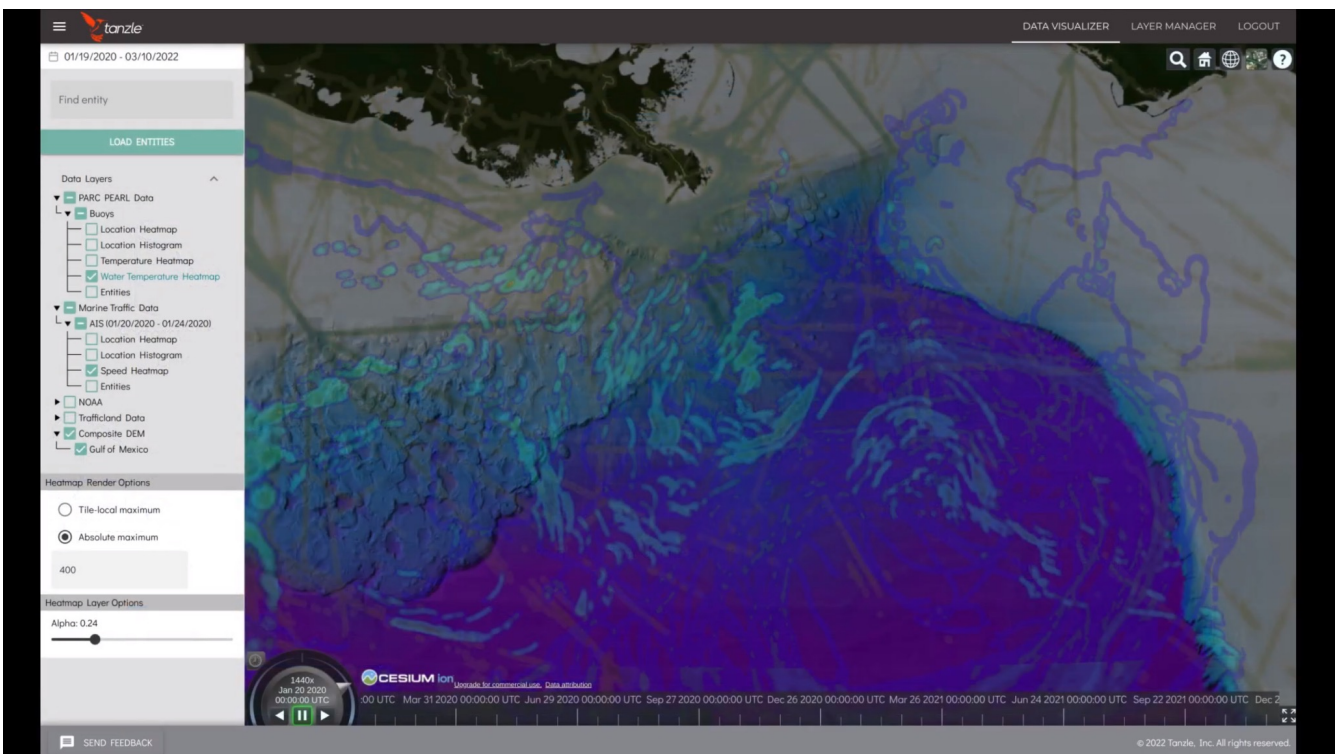 tanzle
DATA VISUALIZER LAYER MANAGER LOGOUT
01/19/2020 - 03/10/2022
Find entity
LOAD ENTITIES
Data Layers
PARC PEARL Data
Buoys
Location Heatmap
Location Histogram
Temperature Heatmap
Water Temperature Heatmap
Entities
Marine Traffic Data
AIS (01/20/2020 - 01/24/2020)
Location Heatmap
Location Histogram
Speed Heatmap
Entities
NOAA
Trafficland Data
Composite DEM
Gulf of Mexico
Heatmap Render Options
Tile-local maximum
Absolute maximum
400
Heatmap Layer Options
Alpha: 0.24
1440x
Jan 20 2020
00:00:00 UTC
CESIUM ion Upgrade for commercial use. Data attribution
:00 UTC Mar 31 2020 00:00:00 UTC Jun 29 2020 00:00:00 UTC Sep 27 2020 00:00:00 UTC Dec 26 2020 00:00:00 UTC Mar 26 2021 00:00:00 UTC Jun 24 2021 00:00:00 UTC Sep 22 2021 00:00:00 UTC Dec 2
SEND FEEDBACK
© 2022 Tanzle, Inc. All rights reserved.